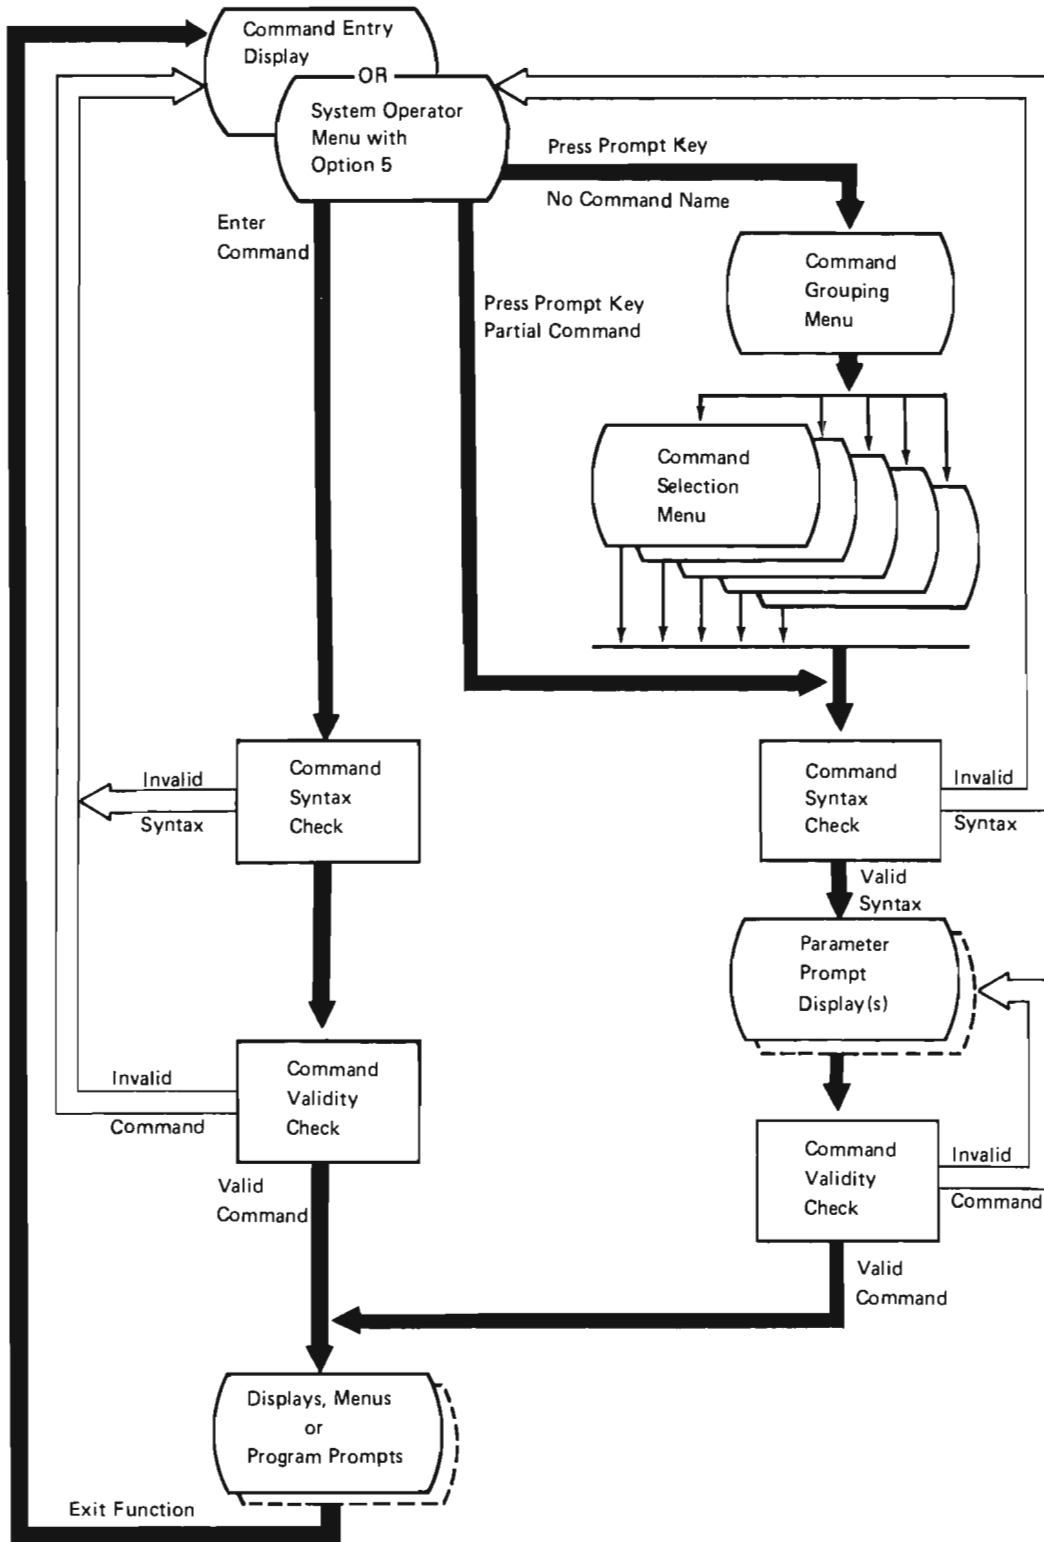 Command Entry
Display
OR
System Operator
Menu with
Option 5
Press Prompt Key
No Command Name
Enter
Command
Command
Grouping
Menu
Press Prompt Key
Partial Command
Command
Selection
Menu
Invalid
Syntax
Command
Syntax
Check
Command
Syntax
Check
Invalid
Syntax
Valid
Syntax
Parameter
Prompt
Display(s)
Invalid
Command
Command
Validity
Check
Command
Validity
Check
Invalid
Command
Valid
Command
Valid
Command
Displays, Menus
or
Program Prompts
Exit Function